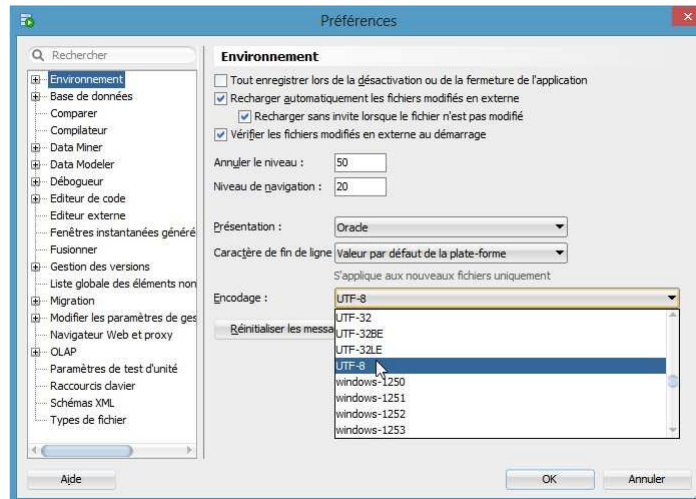 Préférences
Rechercher
Environnement
Base de données
Comparer
Compilateur
Data Miner
Data Modeler
Débogueur
Editeur de code
Editeur externe
Fenêtres instantanées généré
Fusionner
Gestion des versions
Liste globale des éléments non
Migration
Modifier les paramètres de ges
Navigateur Web et proxy
OLAP
Paramètres de test d'unité
Raccourcis clavier
Schémas XML
Types de fichier
Environnement
Tout enregistrer lors de la désactivation ou de la fermeture de l'application
Recharger automatiquement les fichiers modifiés en externe
Recharger sans invite lorsque le fichier n'est pas modifié
Vérifier les fichiers modifiés en externe au démarrage
Annuler le niveau : 50
Niveau de navigation : 20
Présentation : Oracle
Caractère de fin de ligne Valeur par défaut de la plate-forme
S'applique aux nouveaux fichiers uniquement
Encodage : UTF-8
Réinitialiser les messa
UTF-32
UTF-32BE
UTF-32LE
UTF-8
windows-1250
windows-1251
windows-1252
windows-1253
Aide
OK
Annuler